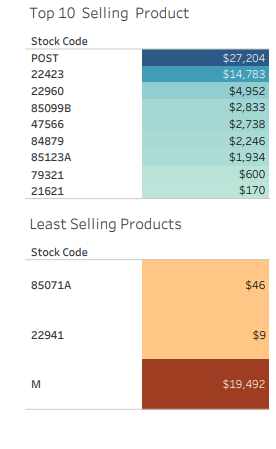 Top 10 Selling Product
Stock Code
POST $27,204
22423 $14,783
22960 $4,952
85099B $2,833
47566 $2,738
84879 $2,246
85123A $1,934
79321 $600
21621 $170
Least Selling Products
Stock Code
85071A $46
22941 $9
M $19,492